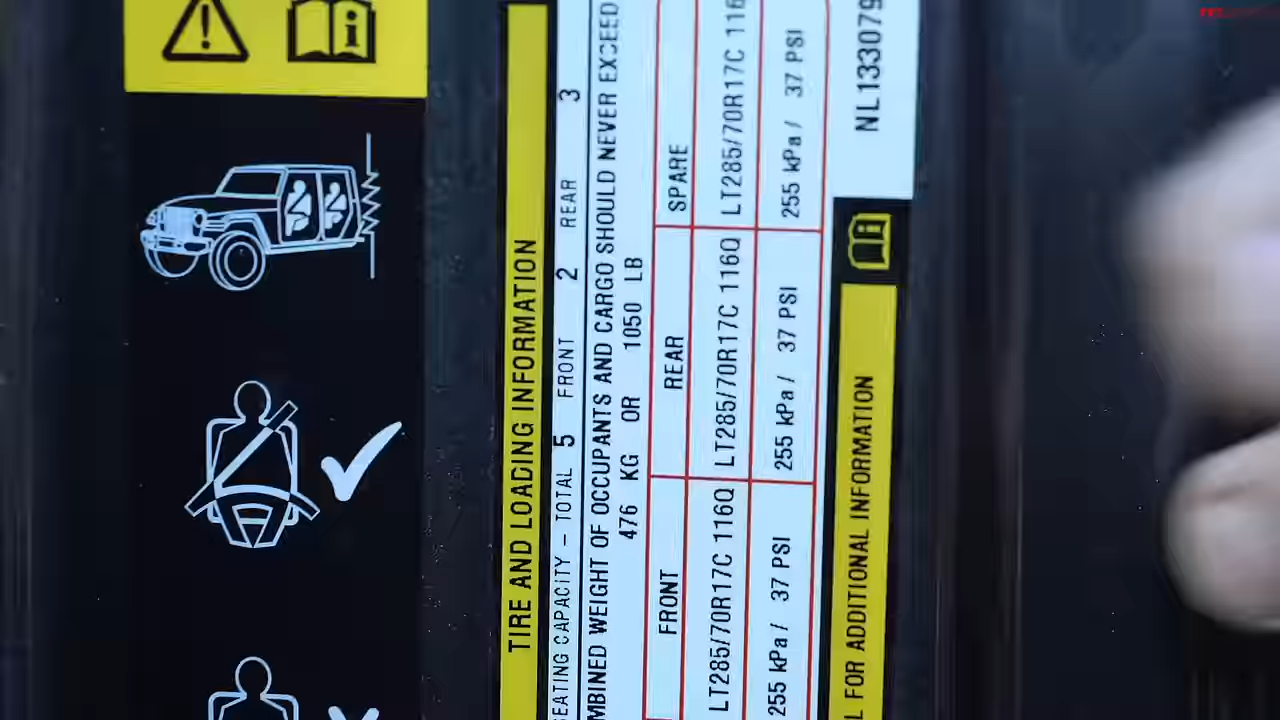 TIRE AND LOADING INFORMATION
EATING CAPACITY - TOTAL 5 FRONT 2 REAR 3
MBINED WEIGHT OF OCCUPANTS AND CARGO SHOULD NEVER EXCEED
476 KG OR 1050 LB
FRONT REAR SPARE
LT285/70R17C 116Q LT285/70R17C 116Q LT285/70R17C 116
255 kPa / 37 PSI 255 kPa / 37 PSI 255 kPa / 37 PSI
L FOR ADDITIONAL INFORMATION
NL133079